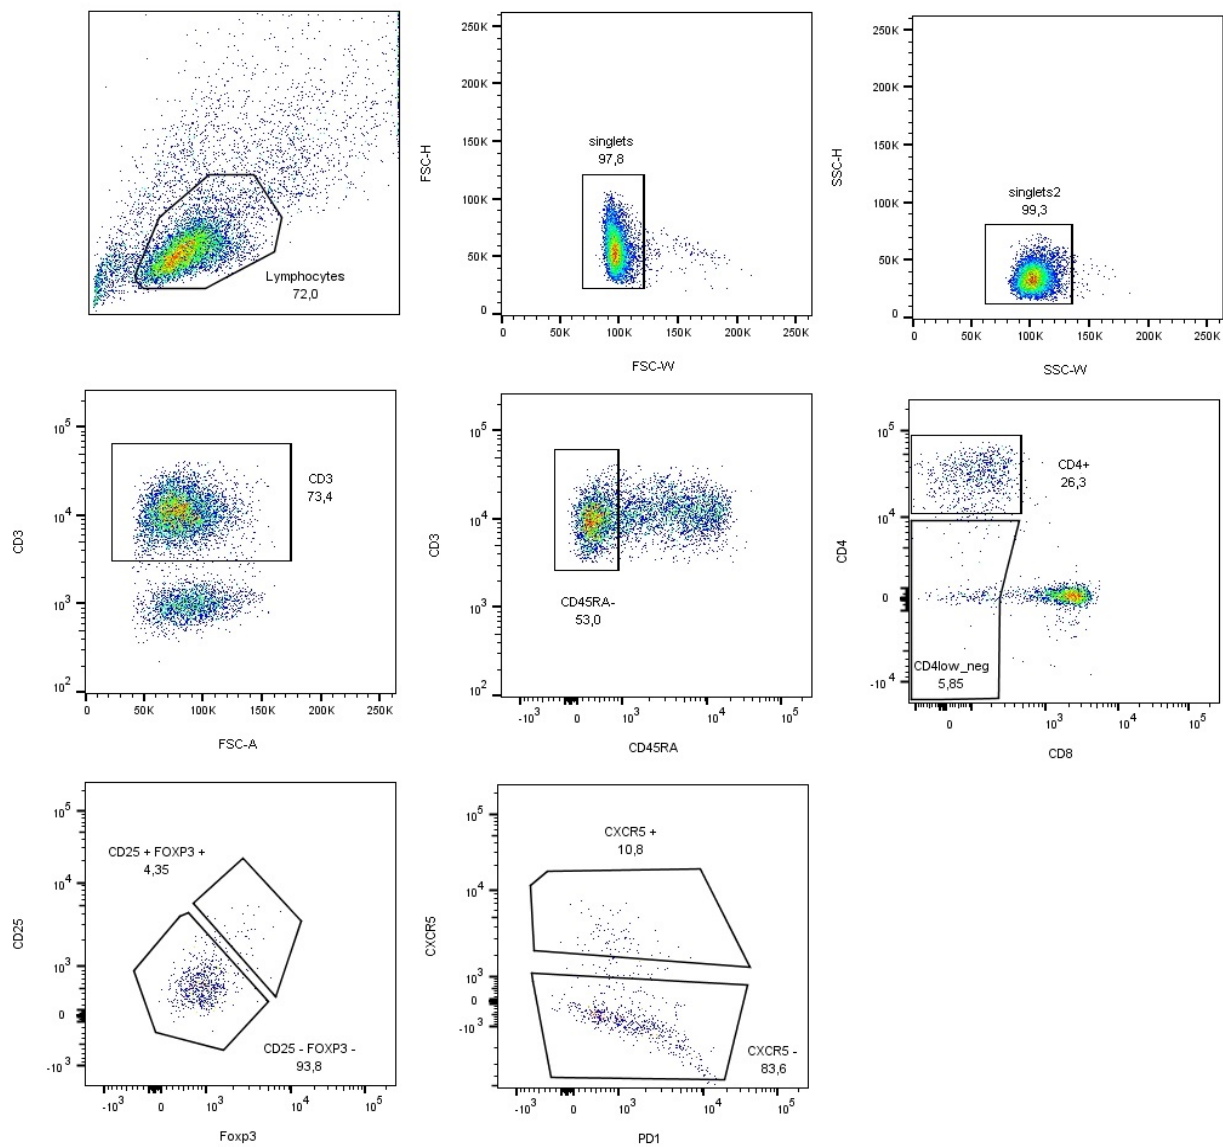 Lymphocytes
72,0
250K
200K
150K
100K
50K
0
FSC-H
singlets
97,8
0 50K 100K 150K 200K 250K
FSC-W
250K
200K
150K
100K
50K
0
SSC-H
singlets2
99,3
0 50K 100K 150K 200K 250K
SSC-W
10^5
10^4
10^3
10^2
CD3
CD3
73,4
0 50K 100K 150K 200K 250K
FSC-A
10^5
10^4
10^3
10^2
CD3
CD45RA-
53,0
-10^3 0 10^3 10^4 10^5
CD45RA
10^5
10^4
0
-10^4
CD4
CD4+
26,3
CD4low_neg
5,85
0 10^3 10^4 10^5
CD8
10^5
10^4
10^3
0
-10^3
CD25
CD25 + FOXP3 +
4,35
CD25 - FOXP3 -
93,8
-10^3 0 10^3 10^4 10^5
Foxp3
10^5
10^4
10^3
0
-10^3
CXCR5
CXCR5 +
10,8
CXCR5 -
83,6
-10^3 0 10^3 10^4 10^5
PD1